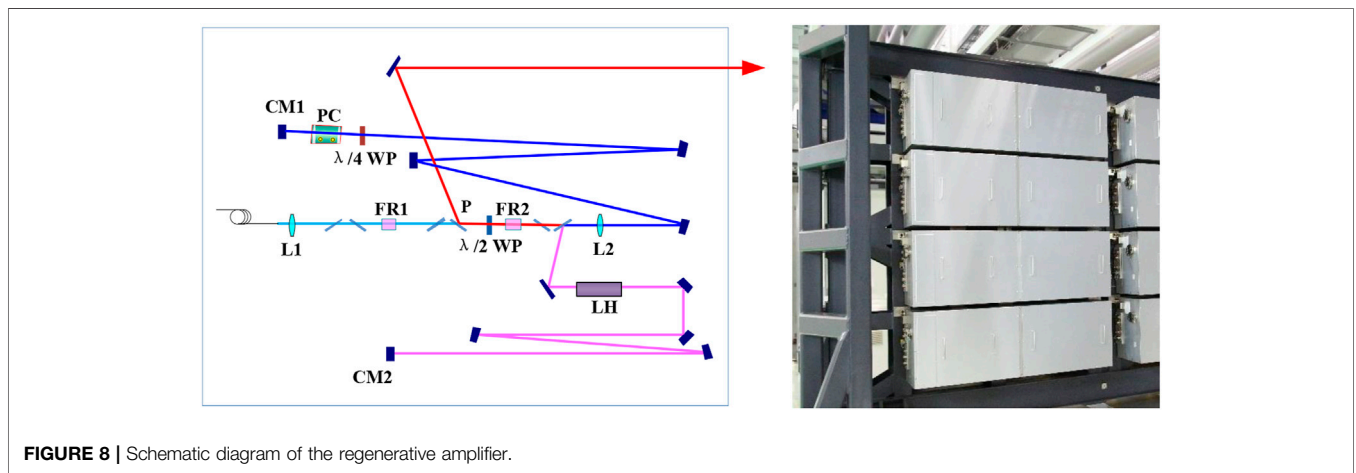 CM1
PC
λ/4 WP
FR1
P
FR2
λ/2 WP
L1
L2
LH
CM2
FIGURE 8 | Schematic diagram of the regenerative amplifier.